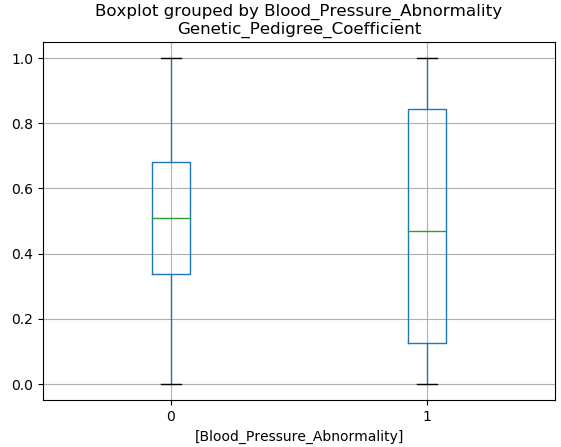 Boxplot grouped by Blood_Pressure_Abnormality
Genetic_Pedigree_Coefficient
1.0
0.8
0.6
0.4
0.2
0.0
0 1
[Blood_Pressure_Abnormality]